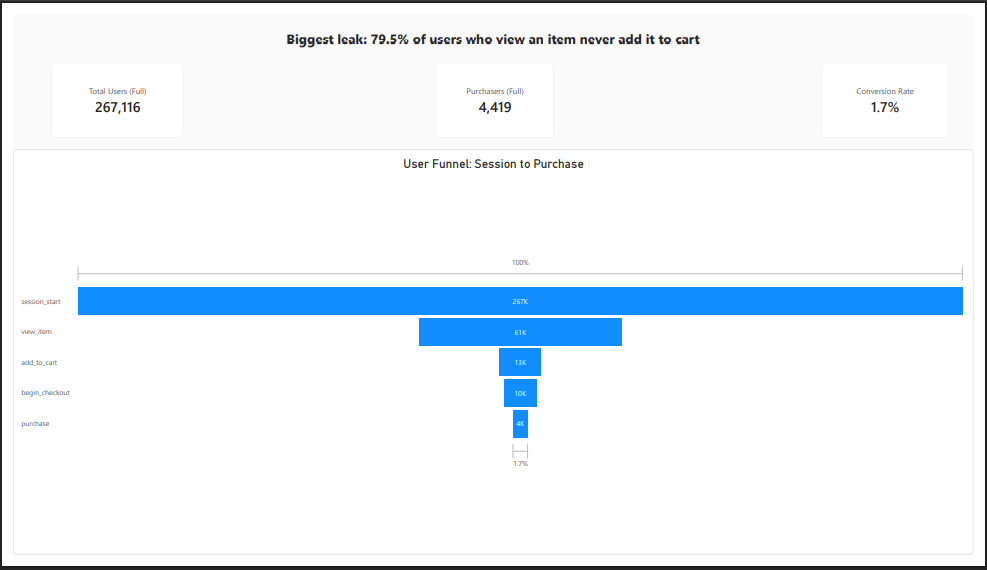 Biggest leak: 79.5% of users who view an item never add it to cart
Total Users (Full)
267,116
Purchasers (Full)
4,419
Conversion Rate
1.7%
User Funnel: Session to Purchase
100%
session_start
267K
view_item
61K
add_to_cart
13K
begin_checkout
10K
purchase
4K
1.7%